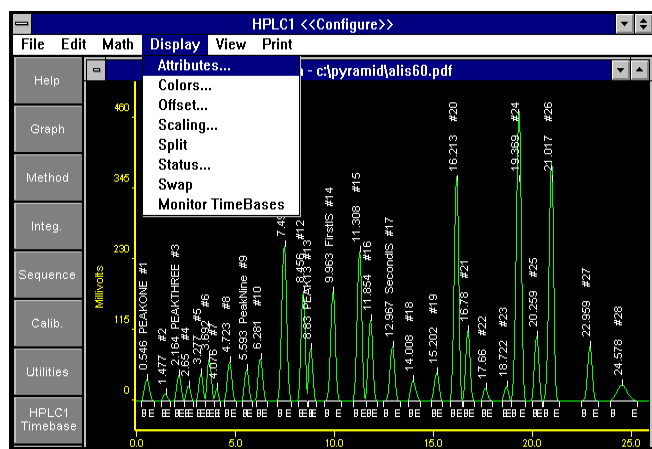 HPLC1 <<Configure>>
File Edit Math Display View Print
Help
Graph
Method
Integ.
Sequence
Calib.
Utilities
HPLC1
Timebase
- c:\pyramid\alis60.pdf
Attributes...
Colors...
Offset...
Scaling...
Split
Status...
Swap
Monitor TimeBases
Millivolts
460
345
230
115
0
0.546 PEAKONE #1
1.477 #2
2.164 PEAKTHREE #3
2.65 #4
3.277 #5
#6
4.076 #7
4.723 #8
5.593 PeakNine #9
6.281 #10
7.49
8.456 #12
8.83 PEAK13 #13
9.963 FirstIS #14
11.308 #15
11.854 #16
12.967 SecondIS #17
14.008 #18
15.202 #19
16.213 #20
16.78 #21
17.66 #22
18.722 #23
19.369 #24
20.259 #25
21.017 #26
22.959 #27
24.578 #28
0.0 5.0 10.0 15.0 20.0 25.0